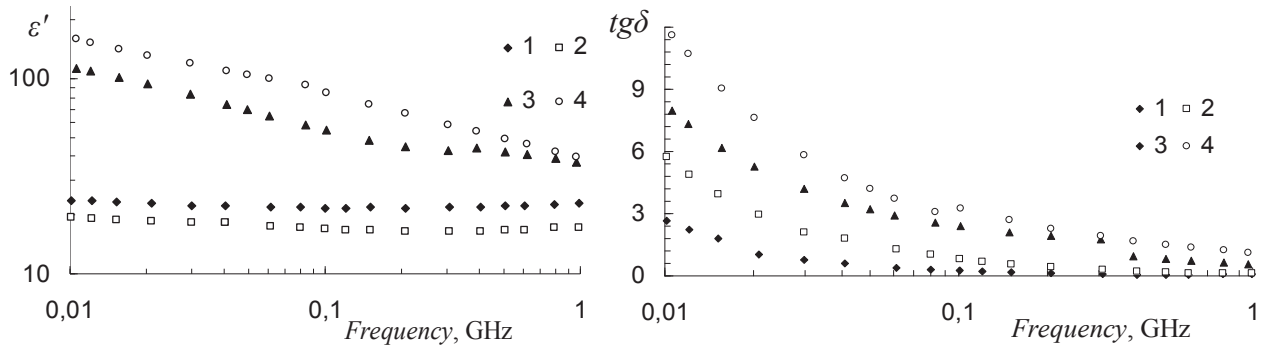 ε′
◆ 1 □ 2
100
▲ 3 ○ 4
10
0,01
0,1
1
Frequency, GHz
tgδ
9
◆ 1 □ 2
6
◆ 3 ○ 4
3
0
0,01
0,1
1
Frequency, GHz